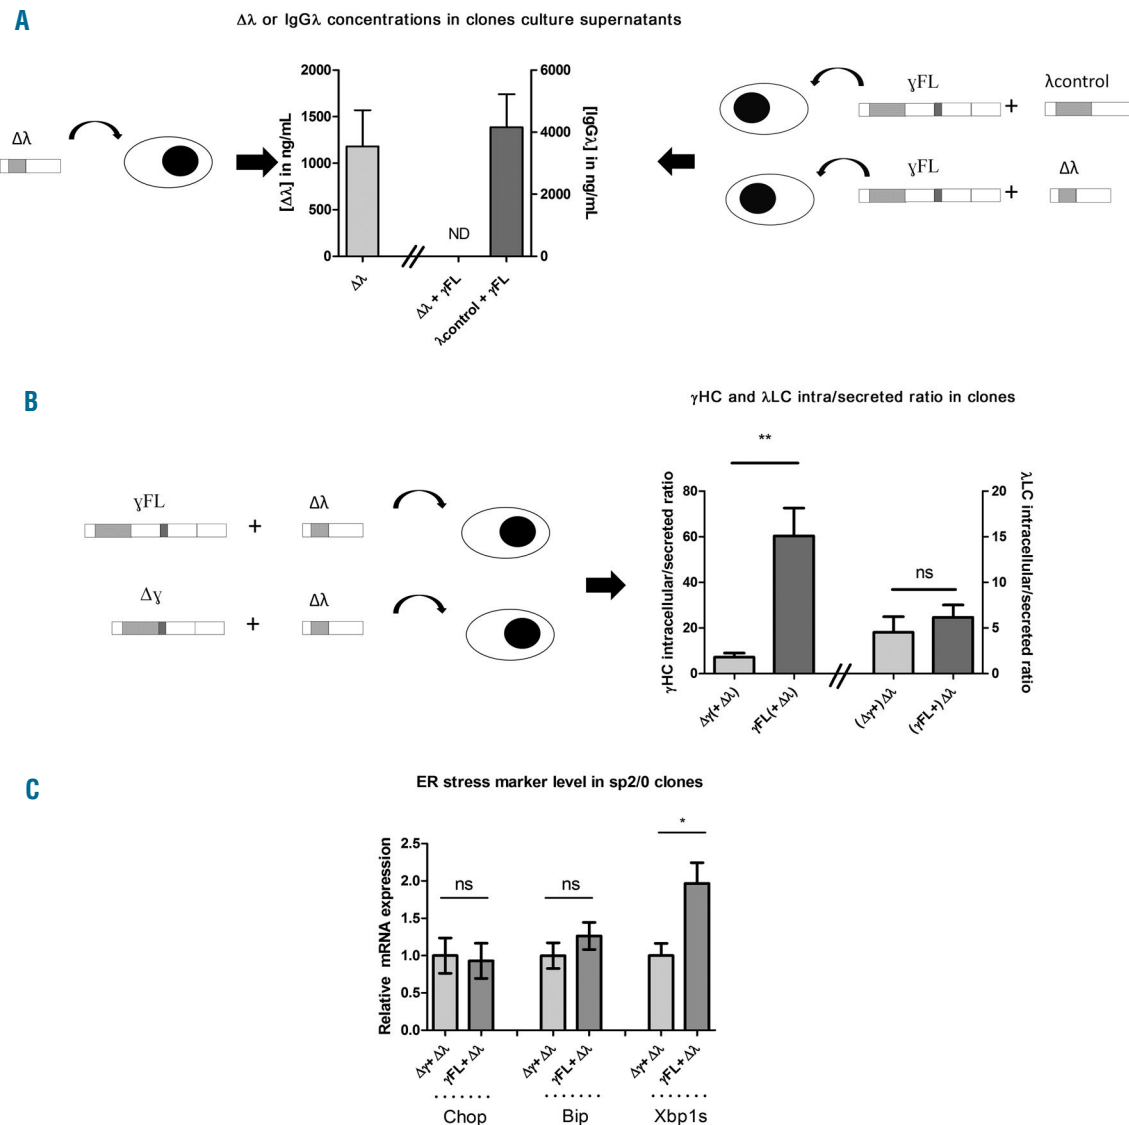 A
Δλ or IgGλ concentrations in clones culture supernatants
Δλ
[Δλ] in ng/mL
2000
1500
1000
500
0
ND
6000
4000
2000
0
[IgGλ] in ng/mL
Δλ
Δλ + γFL
λcontrol + γFL
ɣFL + λcontrol
ɣFL + Δλ
B
γHC and λLC intra/secreted ratio in clones
ɣFL + Δλ
Δɣ + Δλ
γHC intracellular/secreted ratio
80
60
40
20
0
**
ns
20
15
10
5
0
λLC intracellular/secreted ratio
Δγ(+ Δλ)
γFL(+ Δλ)
(Δγ+)Δλ
(γFL+)Δλ
C
ER stress marker level in sp2/0 clones
Relative mRNA expression
2.5
2.0
1.5
1.0
0.5
0.0
ns
ns
*
Δγ+Δλ
γFL+Δλ
Δγ+Δλ
γFL+Δλ
Δγ+Δλ
γFL+Δλ
Chop
Bip
Xbp1s